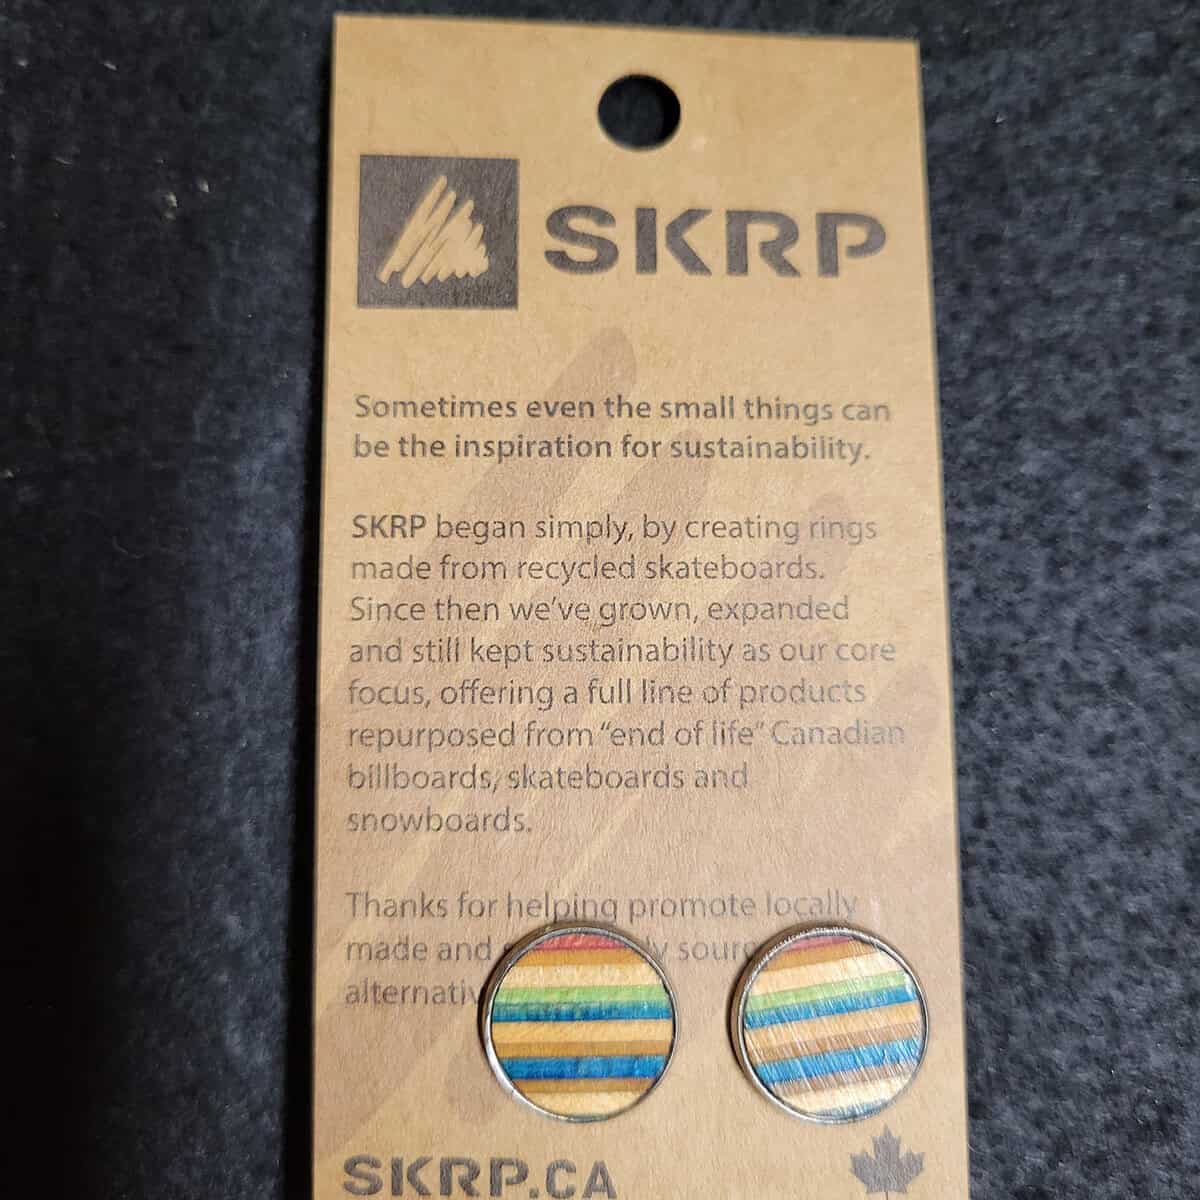 SKRP
Sometimes even the small things can
be the inspiration for sustainability.
SKRP began simply, by creating rings
made from recycled skateboards.
Since then we've grown, expanded
and still kept sustainability as our core
focus, offering a full line of products
repurposed from "end of life" Canadian
billboards, skateboards and
snowboards.
Thanks for helping promote locally
made and
SKRP.CA